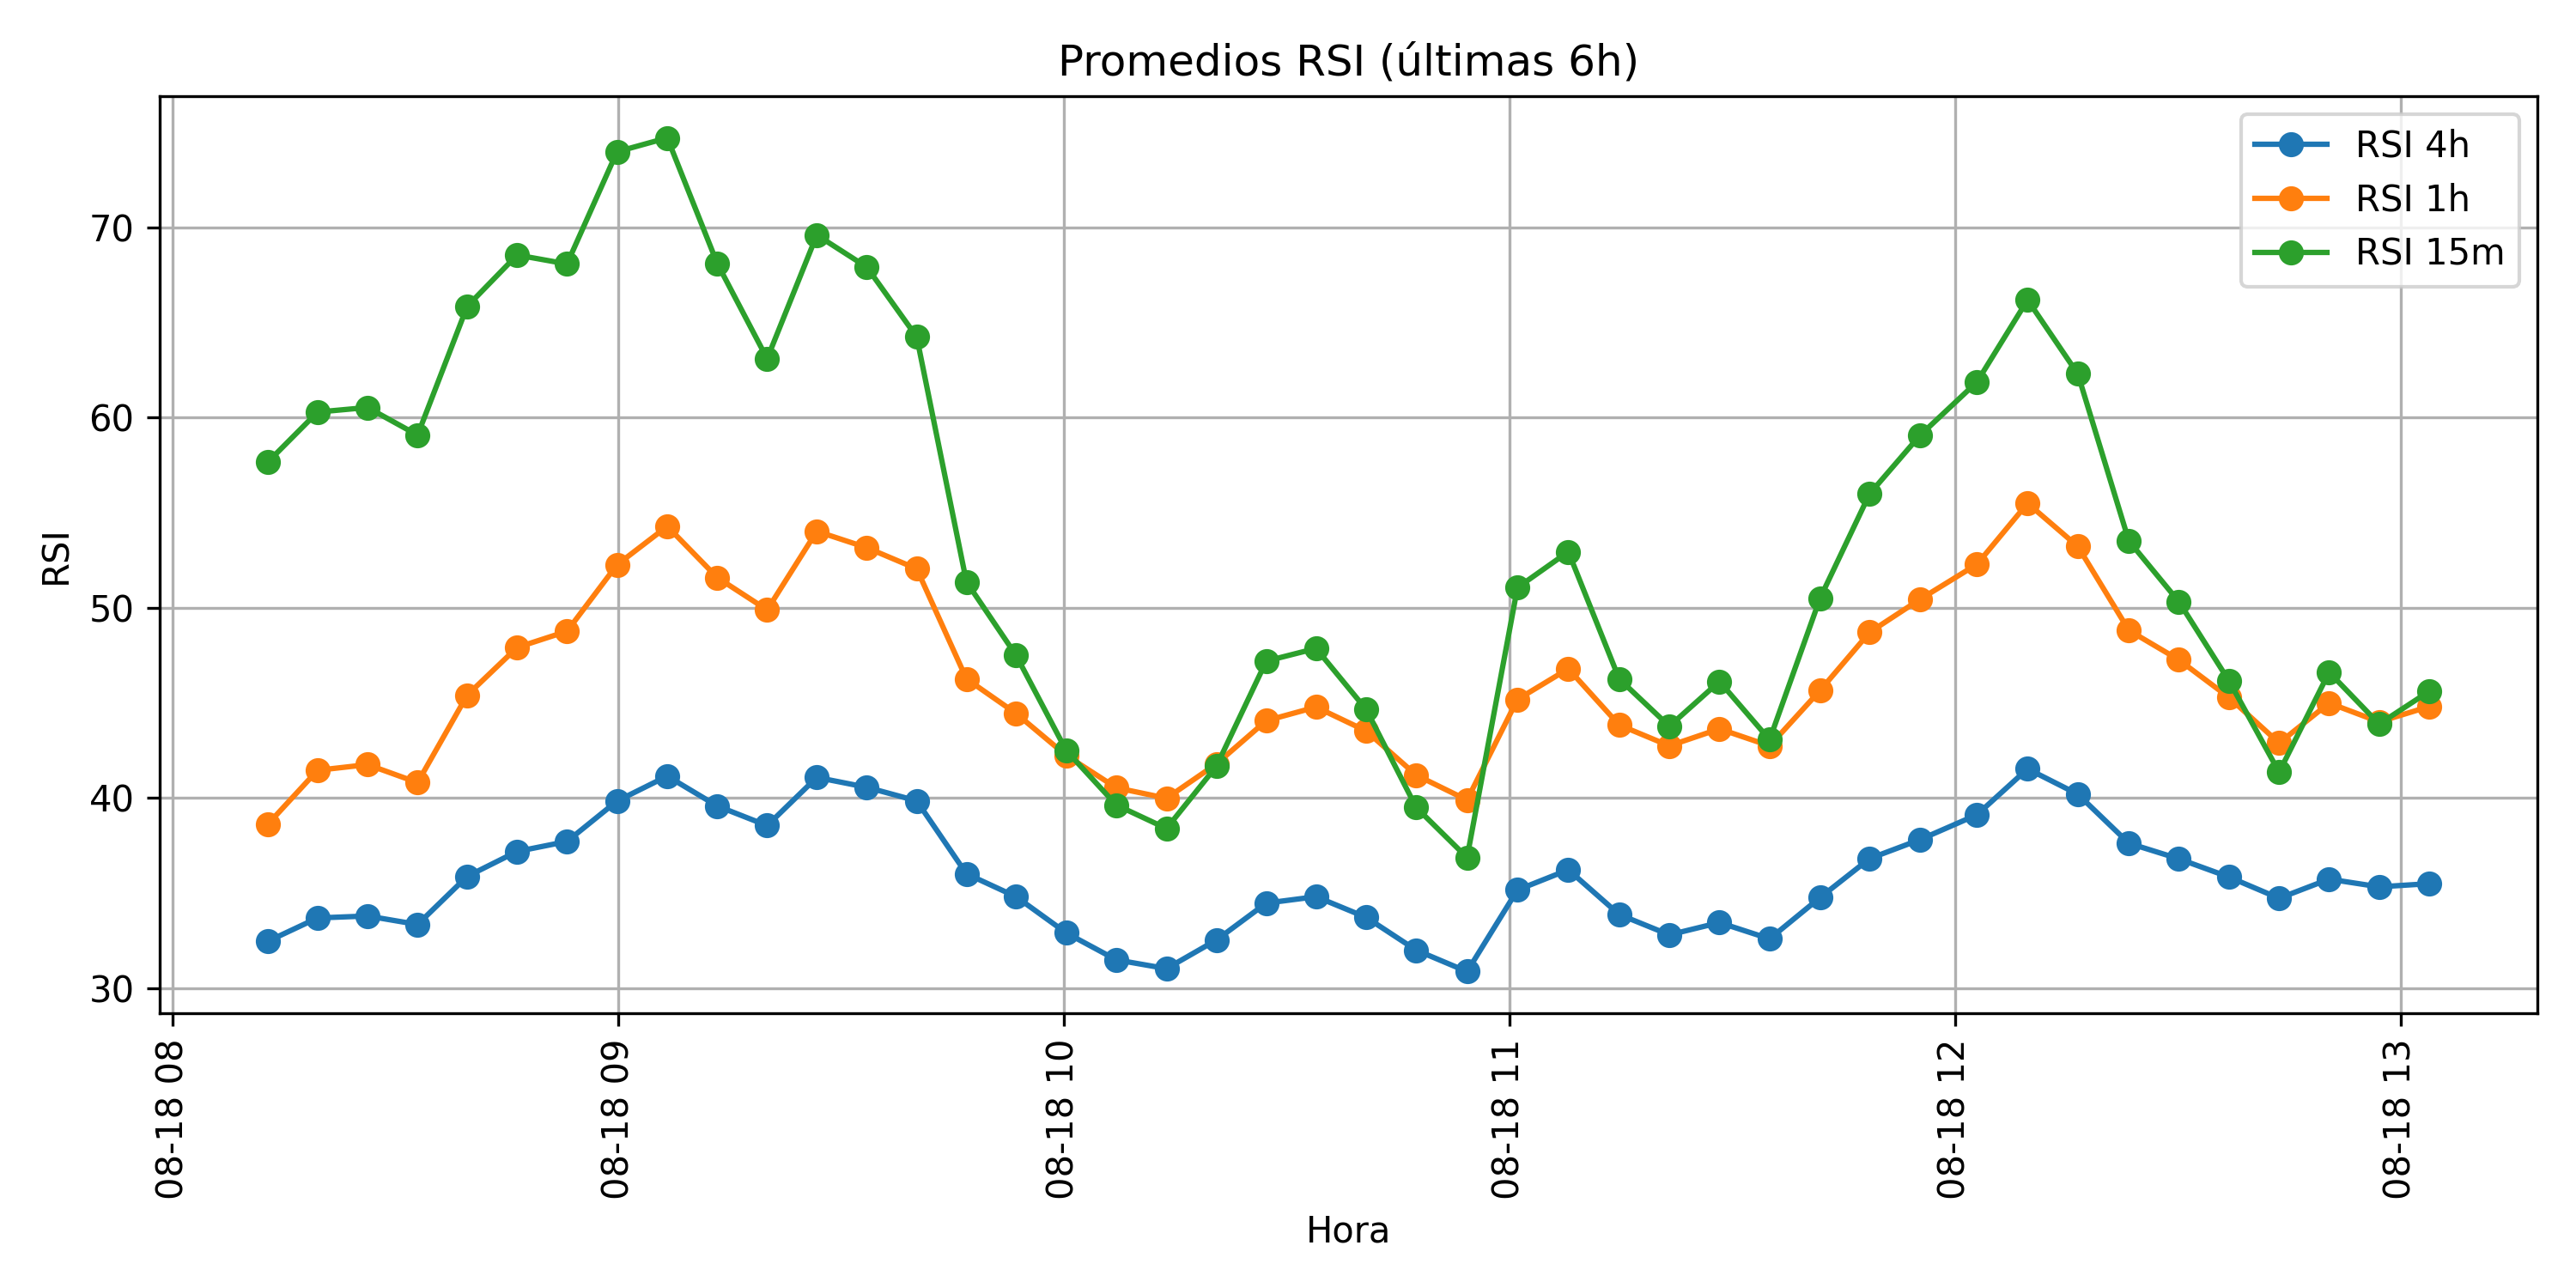 Promedios RSI (últimas 6h)
RSI 4h
RSI 1h
RSI 15m
RSI
70
60
50
40
30
08-18 08
08-18 09
08-18 10
08-18 11
08-18 12
08-18 13
Hora